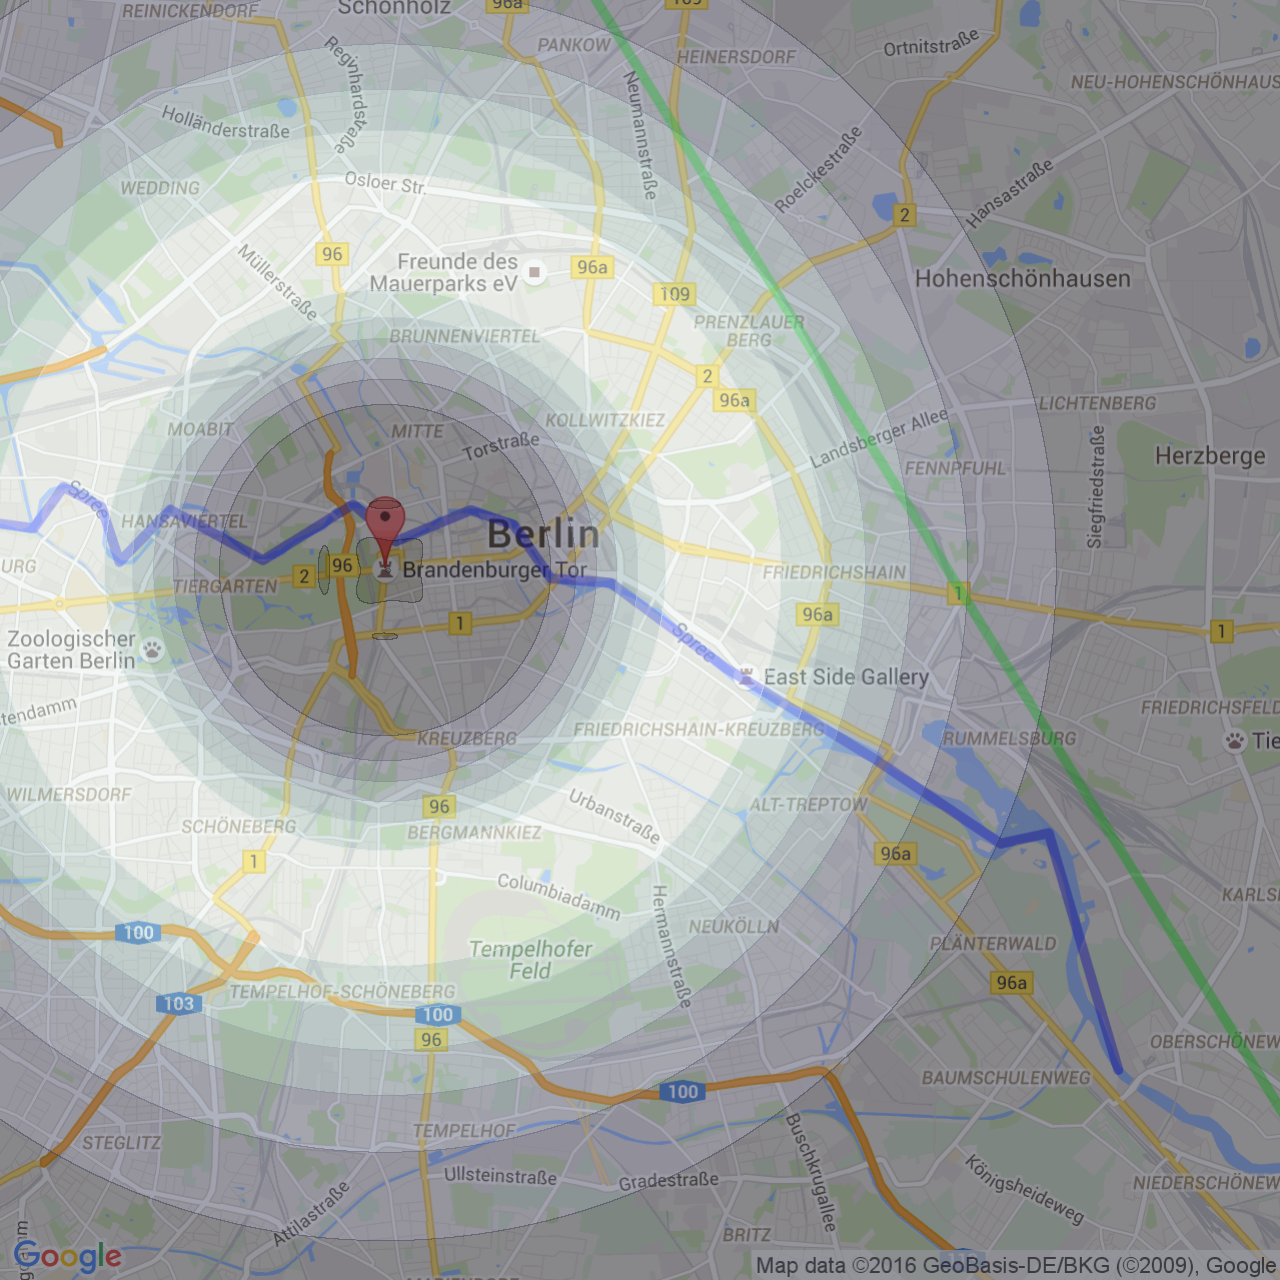 REINICKENDORF
Schönholz
96a
109
PANKOW
HEINERSDORF
Ortnitstraße
NEU-HOHENSCHÖNHAUS
Reginhardstraße
Neumannstraße
Holländerstraße
Roelckestraße
WEDDING
Osloer Str.
Hansastraße
2
96
Müllerstraße
Freunde des
Mauerparks eV
96a
109
Hohenschönhausen
BRUNNENVIERTEL
PRENZLAUER
BERG
2
96a
LICHTENBERG
MOABIT
MITTE
KOLLWITZKIEZ
Torstraße
Landsberger Allee
Siegfriedstraße
Herzberge
FENNPFUHL
Spree
HANSAVIERTEL
Berlin
BURG
96
2
Brandenburger Tor
TIERGARTEN
FRIEDRICHSHAIN
1
96a
1
1
Zoologischer
Garten Berlin
Spree
East Side Gallery
stendamm
FRIEDRICHSFELD
KREUZBERG
FRIEDRICHSHAIN-KREUZBERG
RUMMELSBURG
Tie
WILMERSDORF
96
Urbanstraße
ALT-TREPTOW
SCHÖNEBERG
BERGMANNKIEZ
1
96a
Columbiadamm
Hermannstraße
KARLS
100
NEUKÖLLN
PLÄNTERWALD
Tempelhofer
Feld
96a
TEMPELHOF-SCHÖNEBERG
103
100
96
OBERSCHÖNEW
100
BAUMSCHULENWEG
TEMPELHOF
STEGLITZ
Buschkrugallee
Ullsteinstraße
Gradestraße
Königsheideweg
NIEDERSCHÖNEW
Attilastraße
BRITZ
Google
Map data ©2016 GeoBasis-DE/BKG (©2009), Google